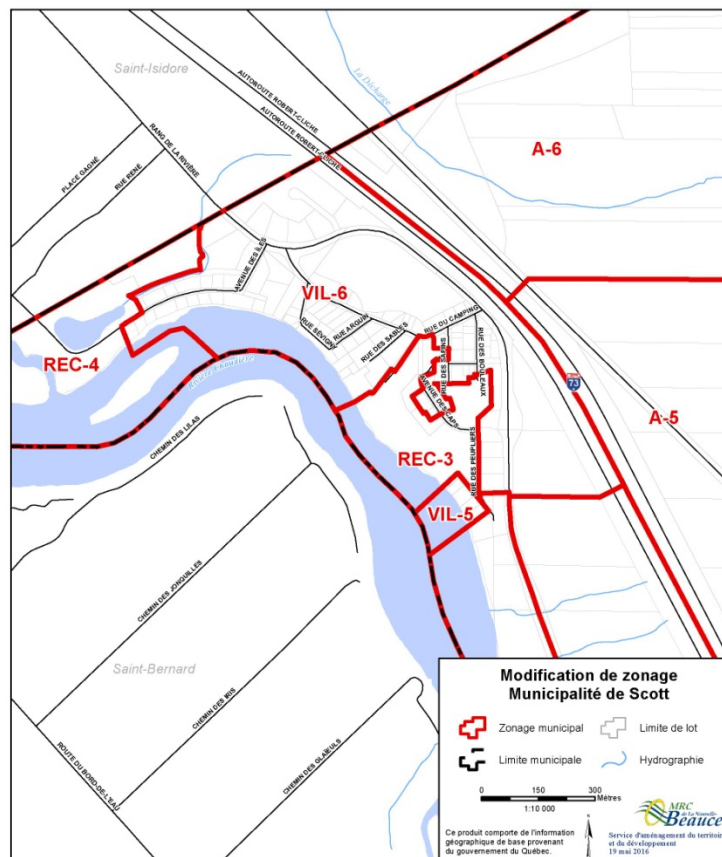 Saint-Isidore
AUTOROUTE ROBERT-CLICHE
AUTOROUTE ROBERT-CLICHE
La Décharge
A-6
RANG DE LA RIVIÈRE
PLACE GAGNÉ
RUE RENÉ
AVENUE DES ÎLES
VIL-6
RUE SÉVIGNY
RUE ARGUIN
RUE DES SABLES
RUE DU CAMPING
RUE DES SAPINS
RUE DES BOULEAUX
AVENUE DES CAPS
REC-4
73
A-5
CHEMIN DES LILAS
REC-3
RUE DES PEUPLIERS
VIL-5
CHEMIN DES JONQUILLES
Saint-Bernard
CHEMIN DES IRIS
CHEMIN DES GLAÏEULS
ROUTE DU BORD-DE-L'EAU
Modification de zonage
Municipalité de Scott
Zonage municipal
Limite de lot
Limite municipale
Hydrographie
0 150 300
Mètres
1:10 000
MRC
de La Nouvelle-
Beauce
Ce produit comporte de l'information
géographique de base provenant
du gouvernement du Québec.
Service d'aménagement du territoire
et du développement
19 mai 2016